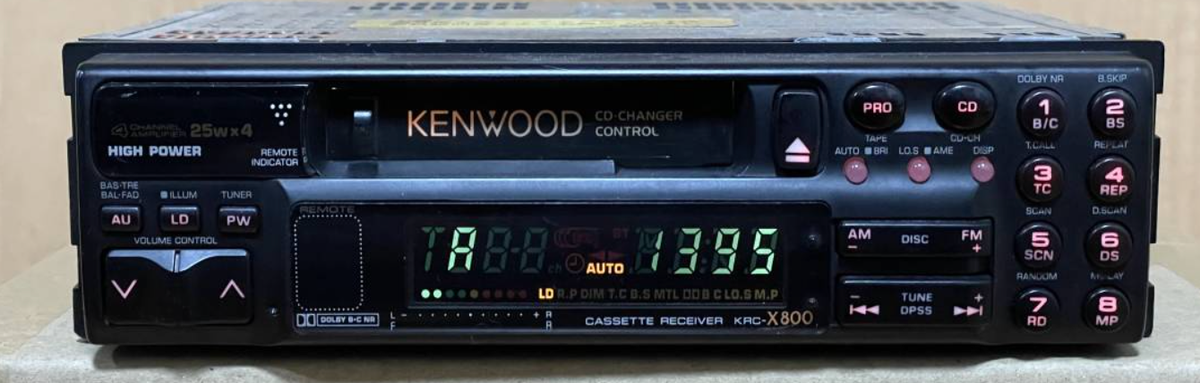 4 CHANNEL AMPLIFIER 25W×4
HIGH POWER
REMOTE INDICATOR
KENWOOD
CD-CHANGER CONTROL
PRO
CD
TAPE
CD-CH
AUTO ■ BRI
LO.S ■ AME
DISP
DOLBY NR
B.SKIP
1 B/C
2 BS
T.CALL
REPEAT
3 TC
4 REP
SCAN
D.SCAN
5 SCN
6 DS
RANDOM
M.PLAY
7 RD
8 MP
BAS·TRE
BAL·FAD
■ ILLUM
TUNER
AU
LD
PW
VOLUME CONTROL
REMOTE
A
1395
ch
AUTO
LD R.P DIM T.C B.S MTL DD B C LO.S M.P
AM −
DISC
FM +
− TUNE +
DPSS
DOLBY B-C NR
L − + R
F R
CASSETTE RECEIVER KRC-X800